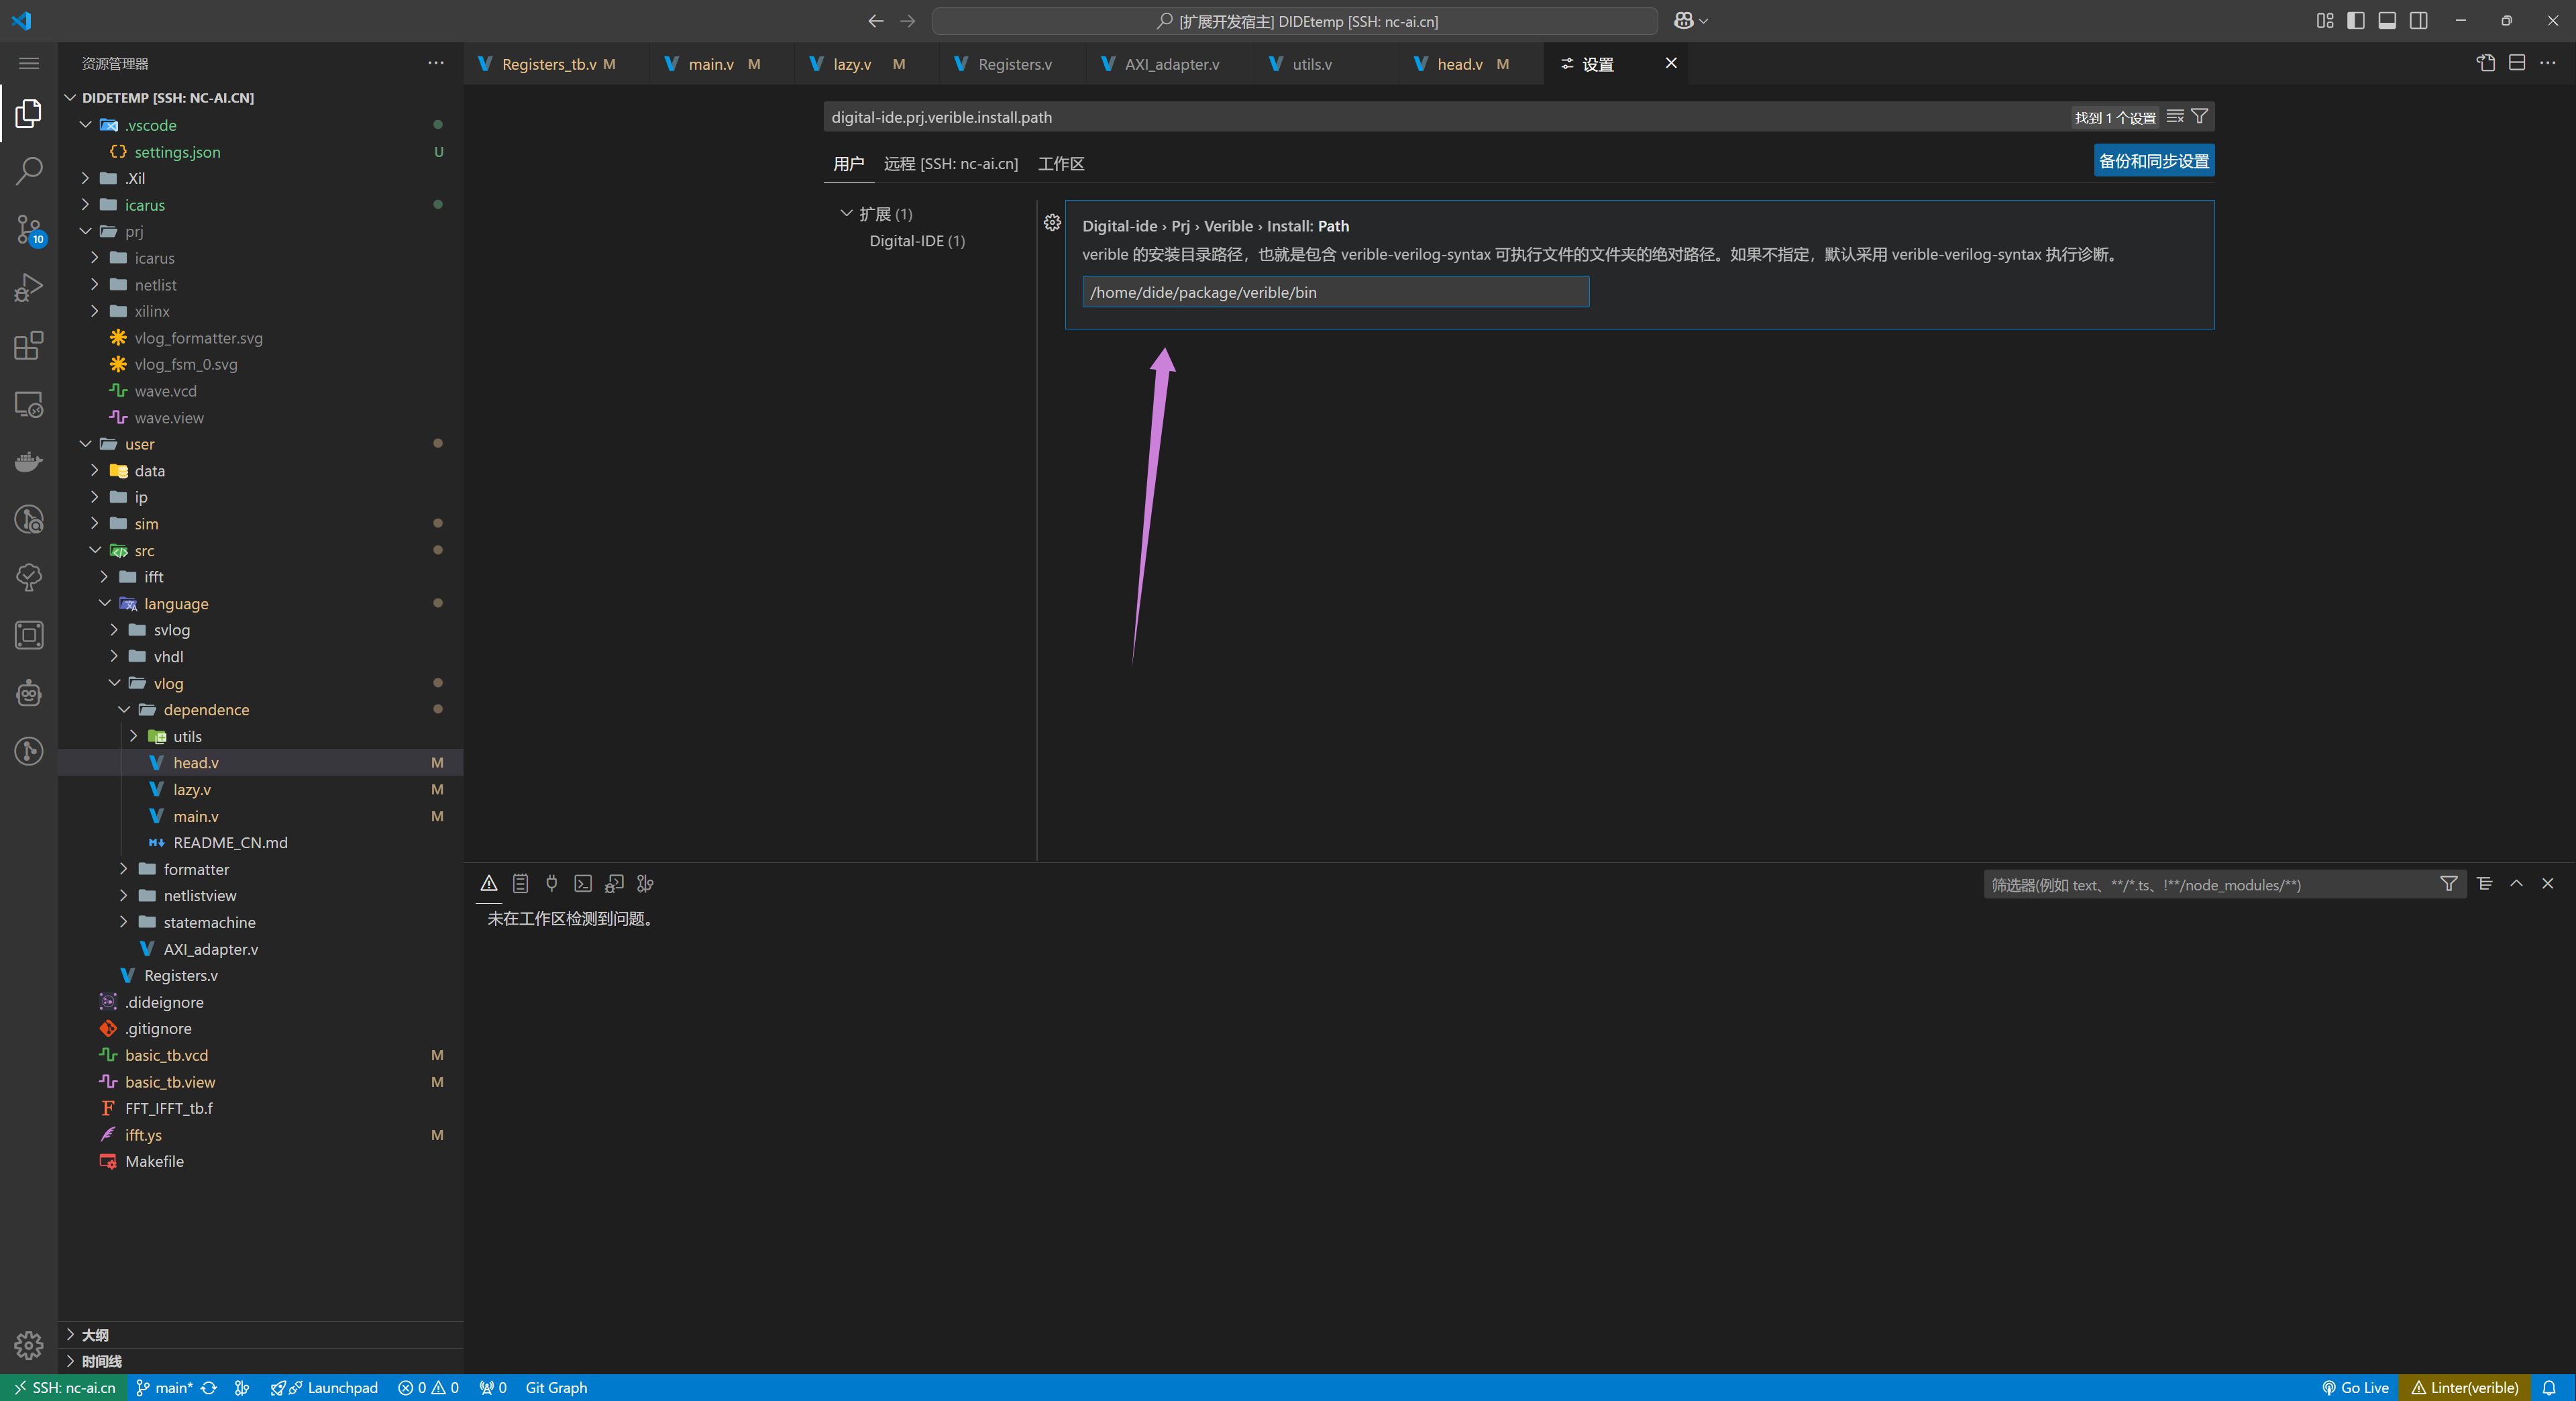 [扩展开发宿主] DIDEtemp [SSH: nc-ai.cn]
资源管理器
Registers_tb.v M
main.v M
lazy.v M
Registers.v
AXI_adapter.v
utils.v
head.v M
设置
DIDETEMP [SSH: NC-AI.CN]
.vscode
settings.json U
.Xil
icarus
prj
icarus
netlist
xilinx
vlog_formatter.svg
vlog_fsm_0.svg
wave.vcd
wave.view
user
data
ip
sim
src
ifft
language
svlog
vhdl
vlog
dependence
utils
head.v M
lazy.v M
main.v M
README_CN.md
formatter
netlistview
statemachine
AXI_adapter.v
Registers.v
.dideignore
.gitignore
basic_tb.vcd M
basic_tb.view M
FFT_IFFT_tb.f
ifft.ys M
Makefile
大纲
时间线
10
digital-ide.prj.verible.install.path
找到 1 个设置
用户 远程 [SSH: nc-ai.cn] 工作区
备份和同步设置
扩展 (1)
Digital-IDE (1)
Digital-ide › Prj › Verible › Install: Path
verible 的安装目录路径，也就是包含 verible-verilog-syntax 可执行文件的文件夹的绝对路径。如果不指定，默认采用 verible-verilog-syntax 执行诊断。
/home/dide/package/verible/bin
筛选器(例如 text、**/*.ts、!**/node_modules/**)
未在工作区检测到问题。
SSH: nc-ai.cn main* Launchpad 0 0 0 Git Graph Go Live Linter(verible)